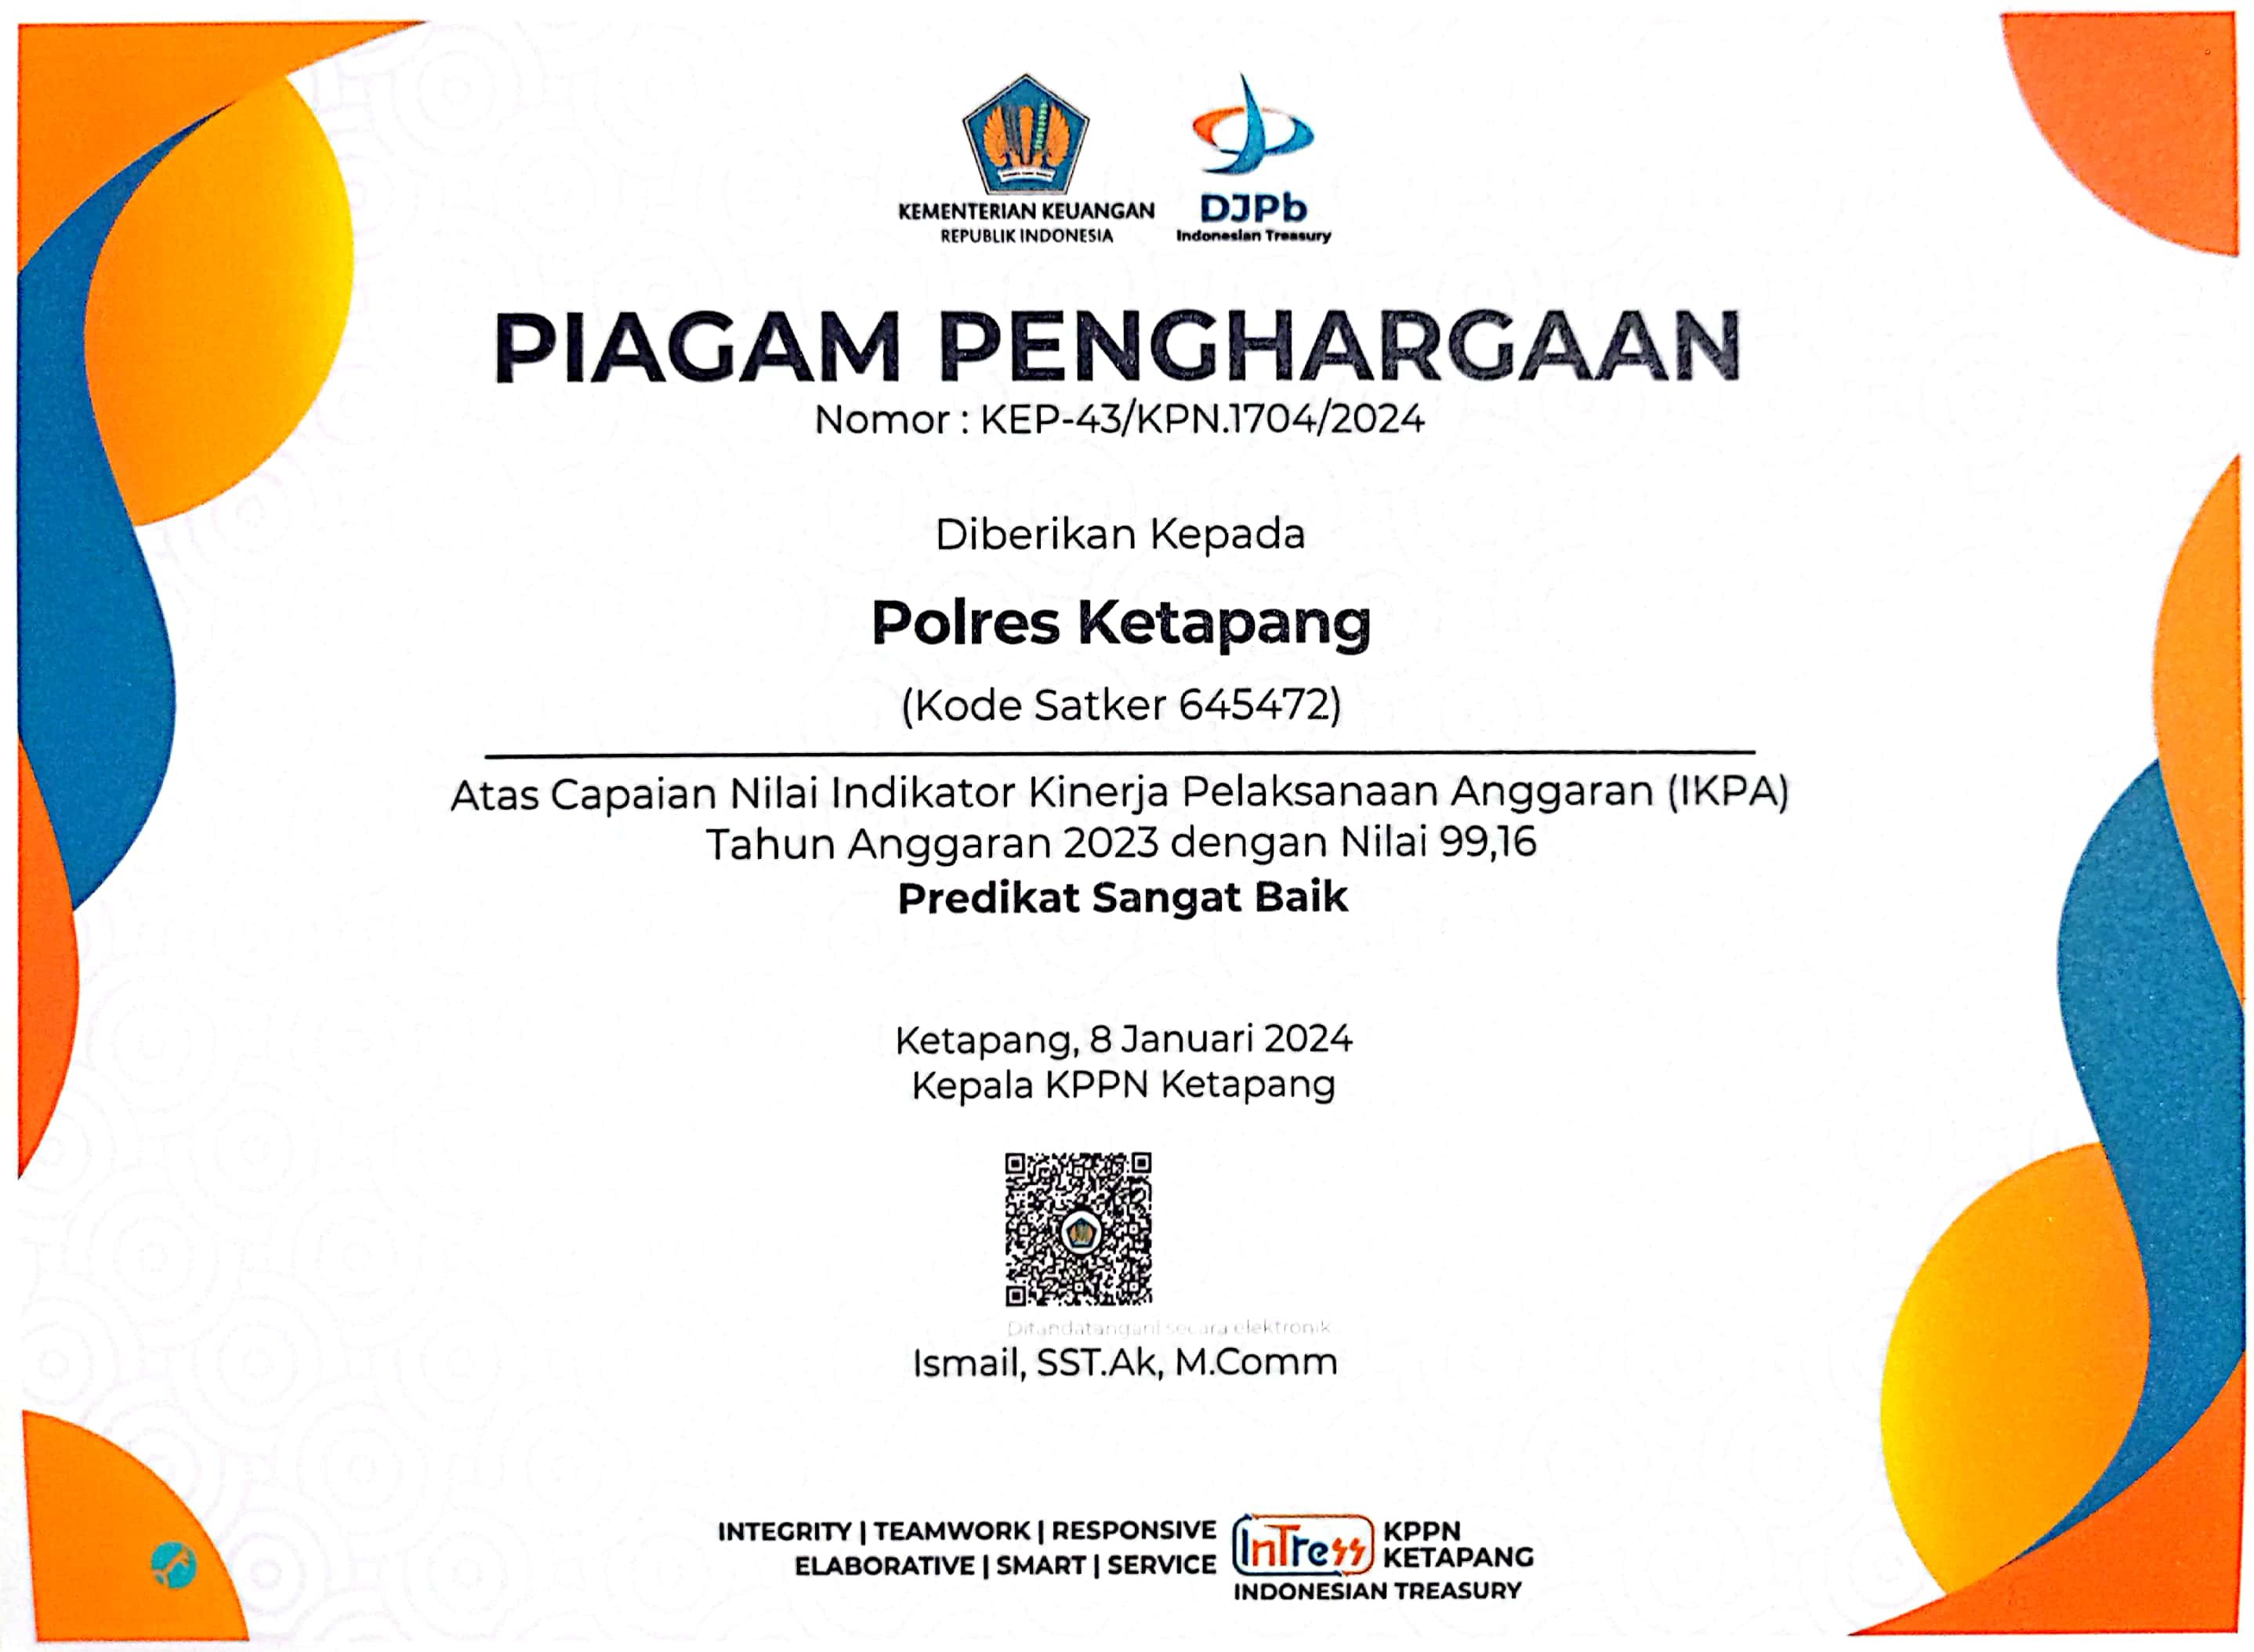 KEMENTERIAN KEUANGAN
REPUBLIK INDONESIA
DJPb
Indonesian Treasury
PIAGAM PENGHARGAAN
Nomor : KEP-43/KPN.1704/2024
Diberikan Kepada
Polres Ketapang
(Kode Satker 645472)
Atas Capaian Nilai Indikator Kinerja Pelaksanaan Anggaran (IKPA)
Tahun Anggaran 2023 dengan Nilai 99,16
Predikat Sangat Baik
Ketapang, 8 Januari 2024
Kepala KPPN Ketapang
Ditandatangani secara elektronik
Ismail, SST.Ak, M.Comm
INTEGRITY | TEAMWORK | RESPONSIVE
ELABORATIVE | SMART | SERVICE
InTress
KPPN
KETAPANG
INDONESIAN TREASURY